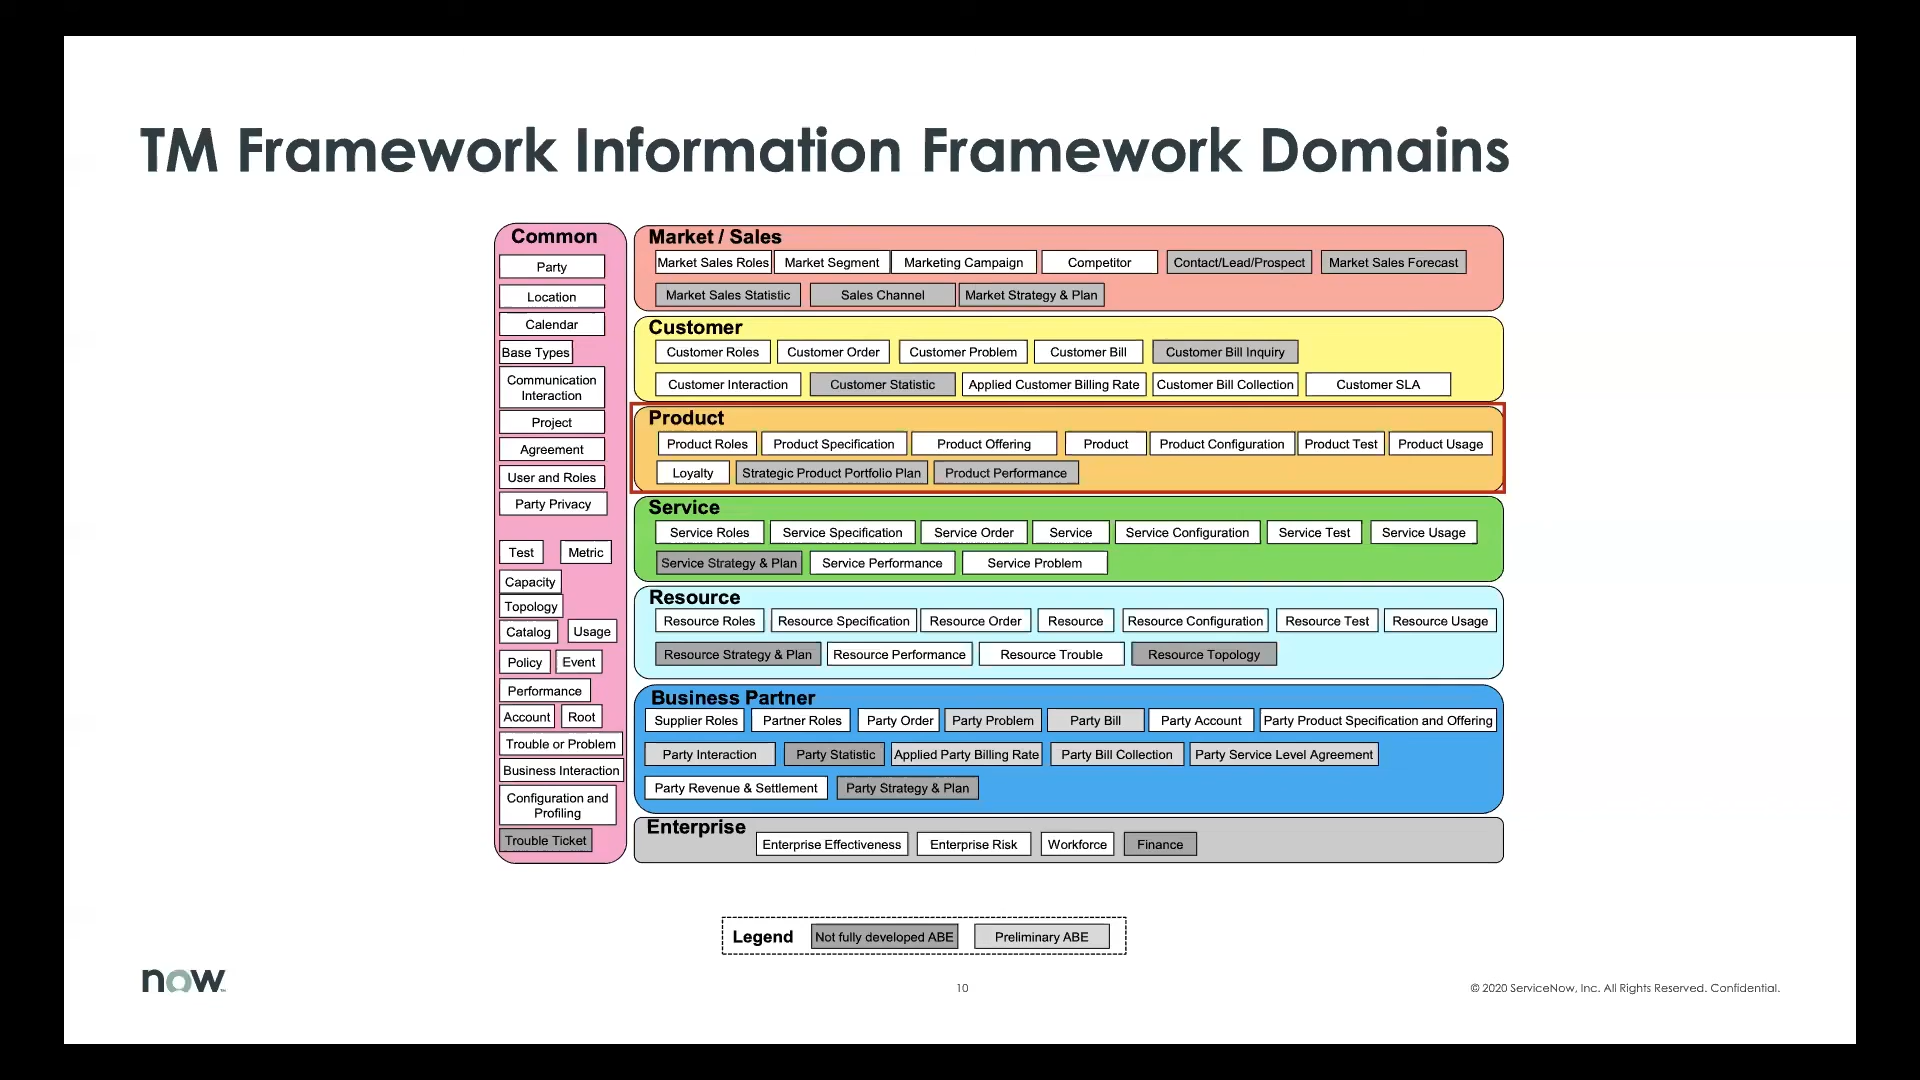 TM Framework Information Framework Domains
Common
Party
Location
Calendar
Base Types
Communication
Interaction
Project
Agreement
User and Roles
Party Privacy
Test Metric
Capacity
Topology
Catalog Usage
Policy Event
Performance
Account Root
Trouble or Problem
Business Interaction
Configuration and
Profiling
Trouble Ticket
Market / Sales
Market Sales Roles Market Segment Marketing Campaign Competitor Contact/Lead/Prospect Market Sales Forecast
Market Sales Statistic Sales Channel Market Strategy & Plan
Customer
Customer Roles Customer Order Customer Problem Customer Bill Customer Bill Inquiry
Customer Interaction Customer Statistic Applied Customer Billing Rate Customer Bill Collection Customer SLA
Product
Product Roles Product Specification Product Offering Product Product Configuration Product Test Product Usage
Loyalty Strategic Product Portfolio Plan Product Performance
Service
Service Roles Service Specification Service Order Service Service Configuration Service Test Service Usage
Service Strategy & Plan Service Performance Service Problem
Resource
Resource Roles Resource Specification Resource Order Resource Resource Configuration Resource Test Resource Usage
Resource Strategy & Plan Resource Performance Resource Trouble Resource Topology
Business Partner
Supplier Roles Partner Roles Party Order Party Problem Party Bill Party Account Party Product Specification and Offering
Party Interaction Party Statistic Applied Party Billing Rate Party Bill Collection Party Service Level Agreement
Party Revenue & Settlement Party Strategy & Plan
Enterprise
Enterprise Effectiveness Enterprise Risk Workforce Finance
Legend Not fully developed ABE Preliminary ABE
now
10
© 2020 ServiceNow, Inc. All Rights Reserved. Confidential.